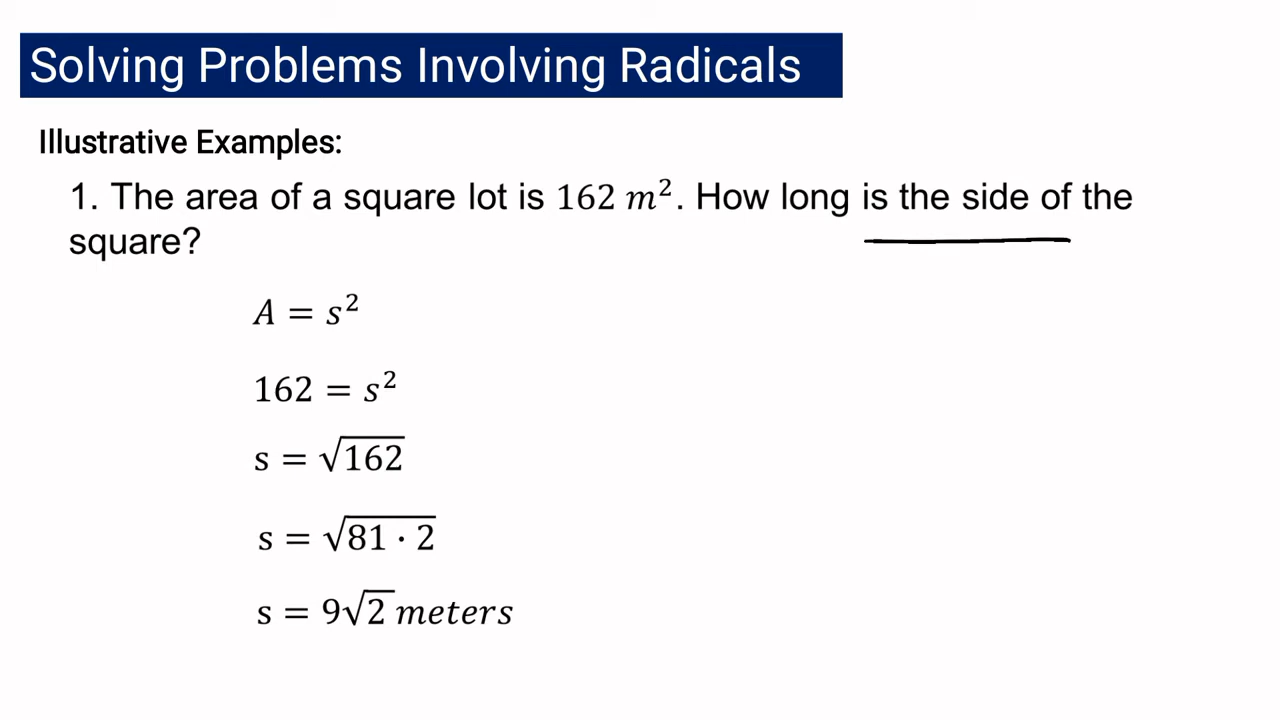 Solving Problems Involving Radicals
Illustrative Examples:
1. The area of a square lot is 162 m². How long is the side of the
square?
A = s²
162 = s²
s = √162
s = √81 · 2
s = 9√2 meters